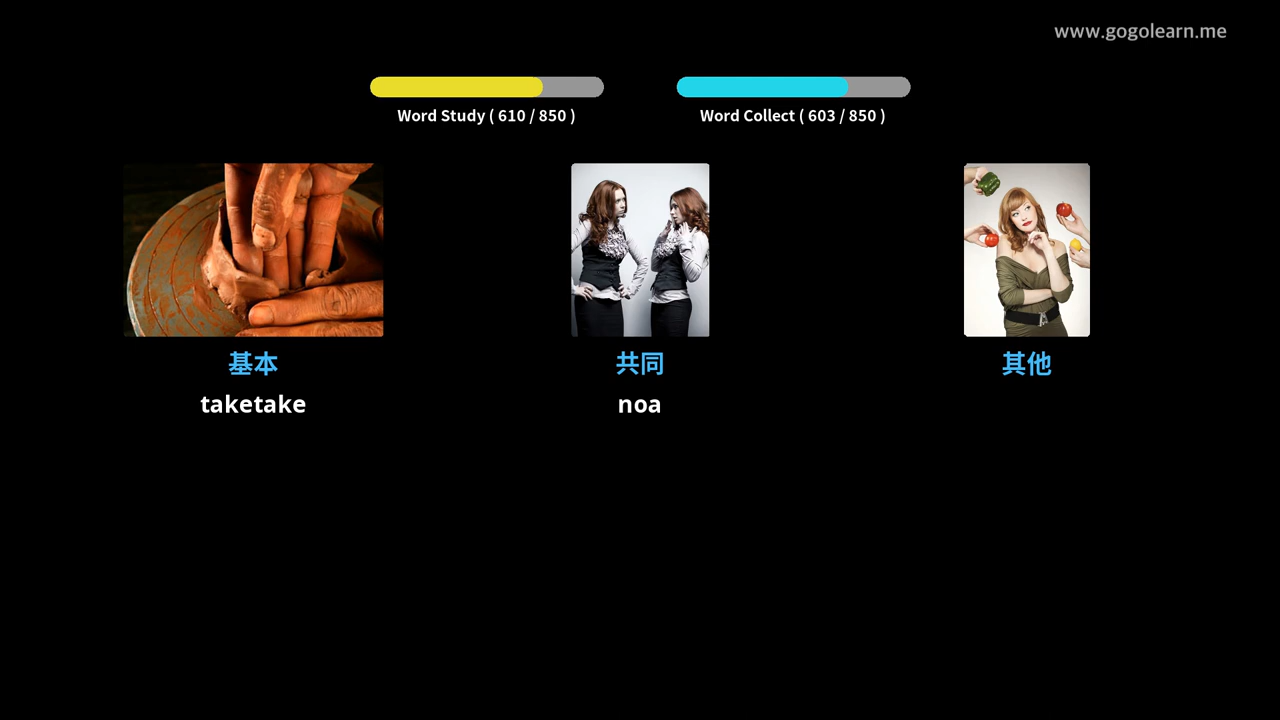 www.gogolearn.me
Word Study ( 610 / 850 )
Word Collect ( 603 / 850 )
基本
共同
其他
taketake
noa